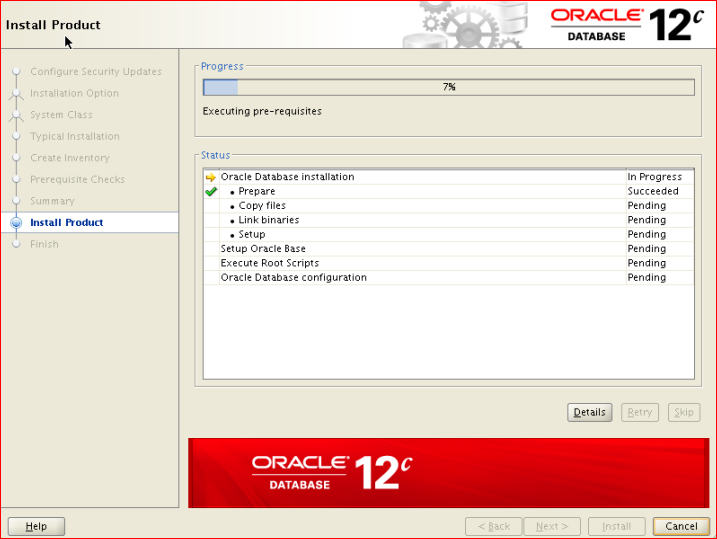 Install Product
ORACLE
DATABASE
12c
Configure Security Updates
Installation Option
System Class
Typical Installation
Create Inventory
Prerequisite Checks
Summary
Install Product
Finish
Progress
7%
Executing pre-requisites
Status
Oracle Database installation In Progress
• Prepare Succeeded
• Copy files Pending
• Link binaries Pending
• Setup Pending
Setup Oracle Base Pending
Execute Root Scripts Pending
Oracle Database configuration Pending
Details Retry Skip
ORACLE
DATABASE
12c
Help < Back Next > Install Cancel